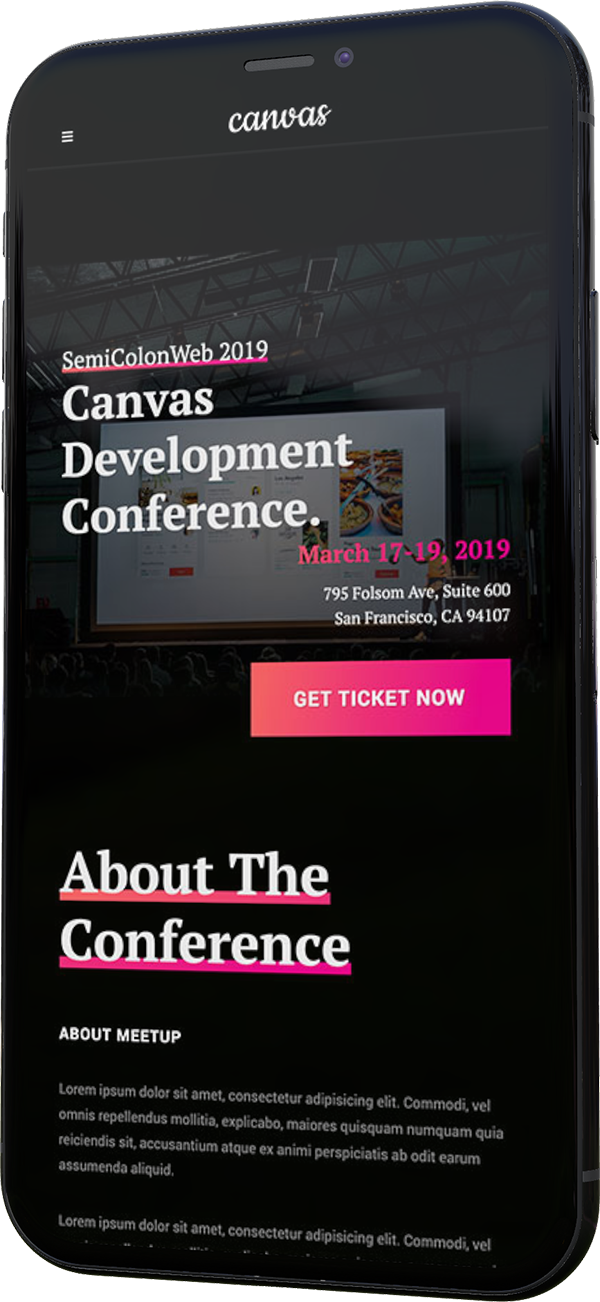 canvas
SemiColonWeb 2019
Canvas
Development
Conference.
March 17-19, 2019
795 Folsom Ave, Suite 600
San Francisco, CA 94107
GET TICKET NOW
About The
Conference
ABOUT MEETUP
Lorem ipsum dolor sit amet, consectetur adipisicing elit. Commodi, vel
omnis repellendus mollitia, explicabo, maiores quisquam numquam quia
reiciendis sit, accusantium atque ex animi perspiciatis ab odit earum
assumenda aliquid.
Lorem ipsum dolor sit amet, consectetur adipisicing elit. Commodi, vel